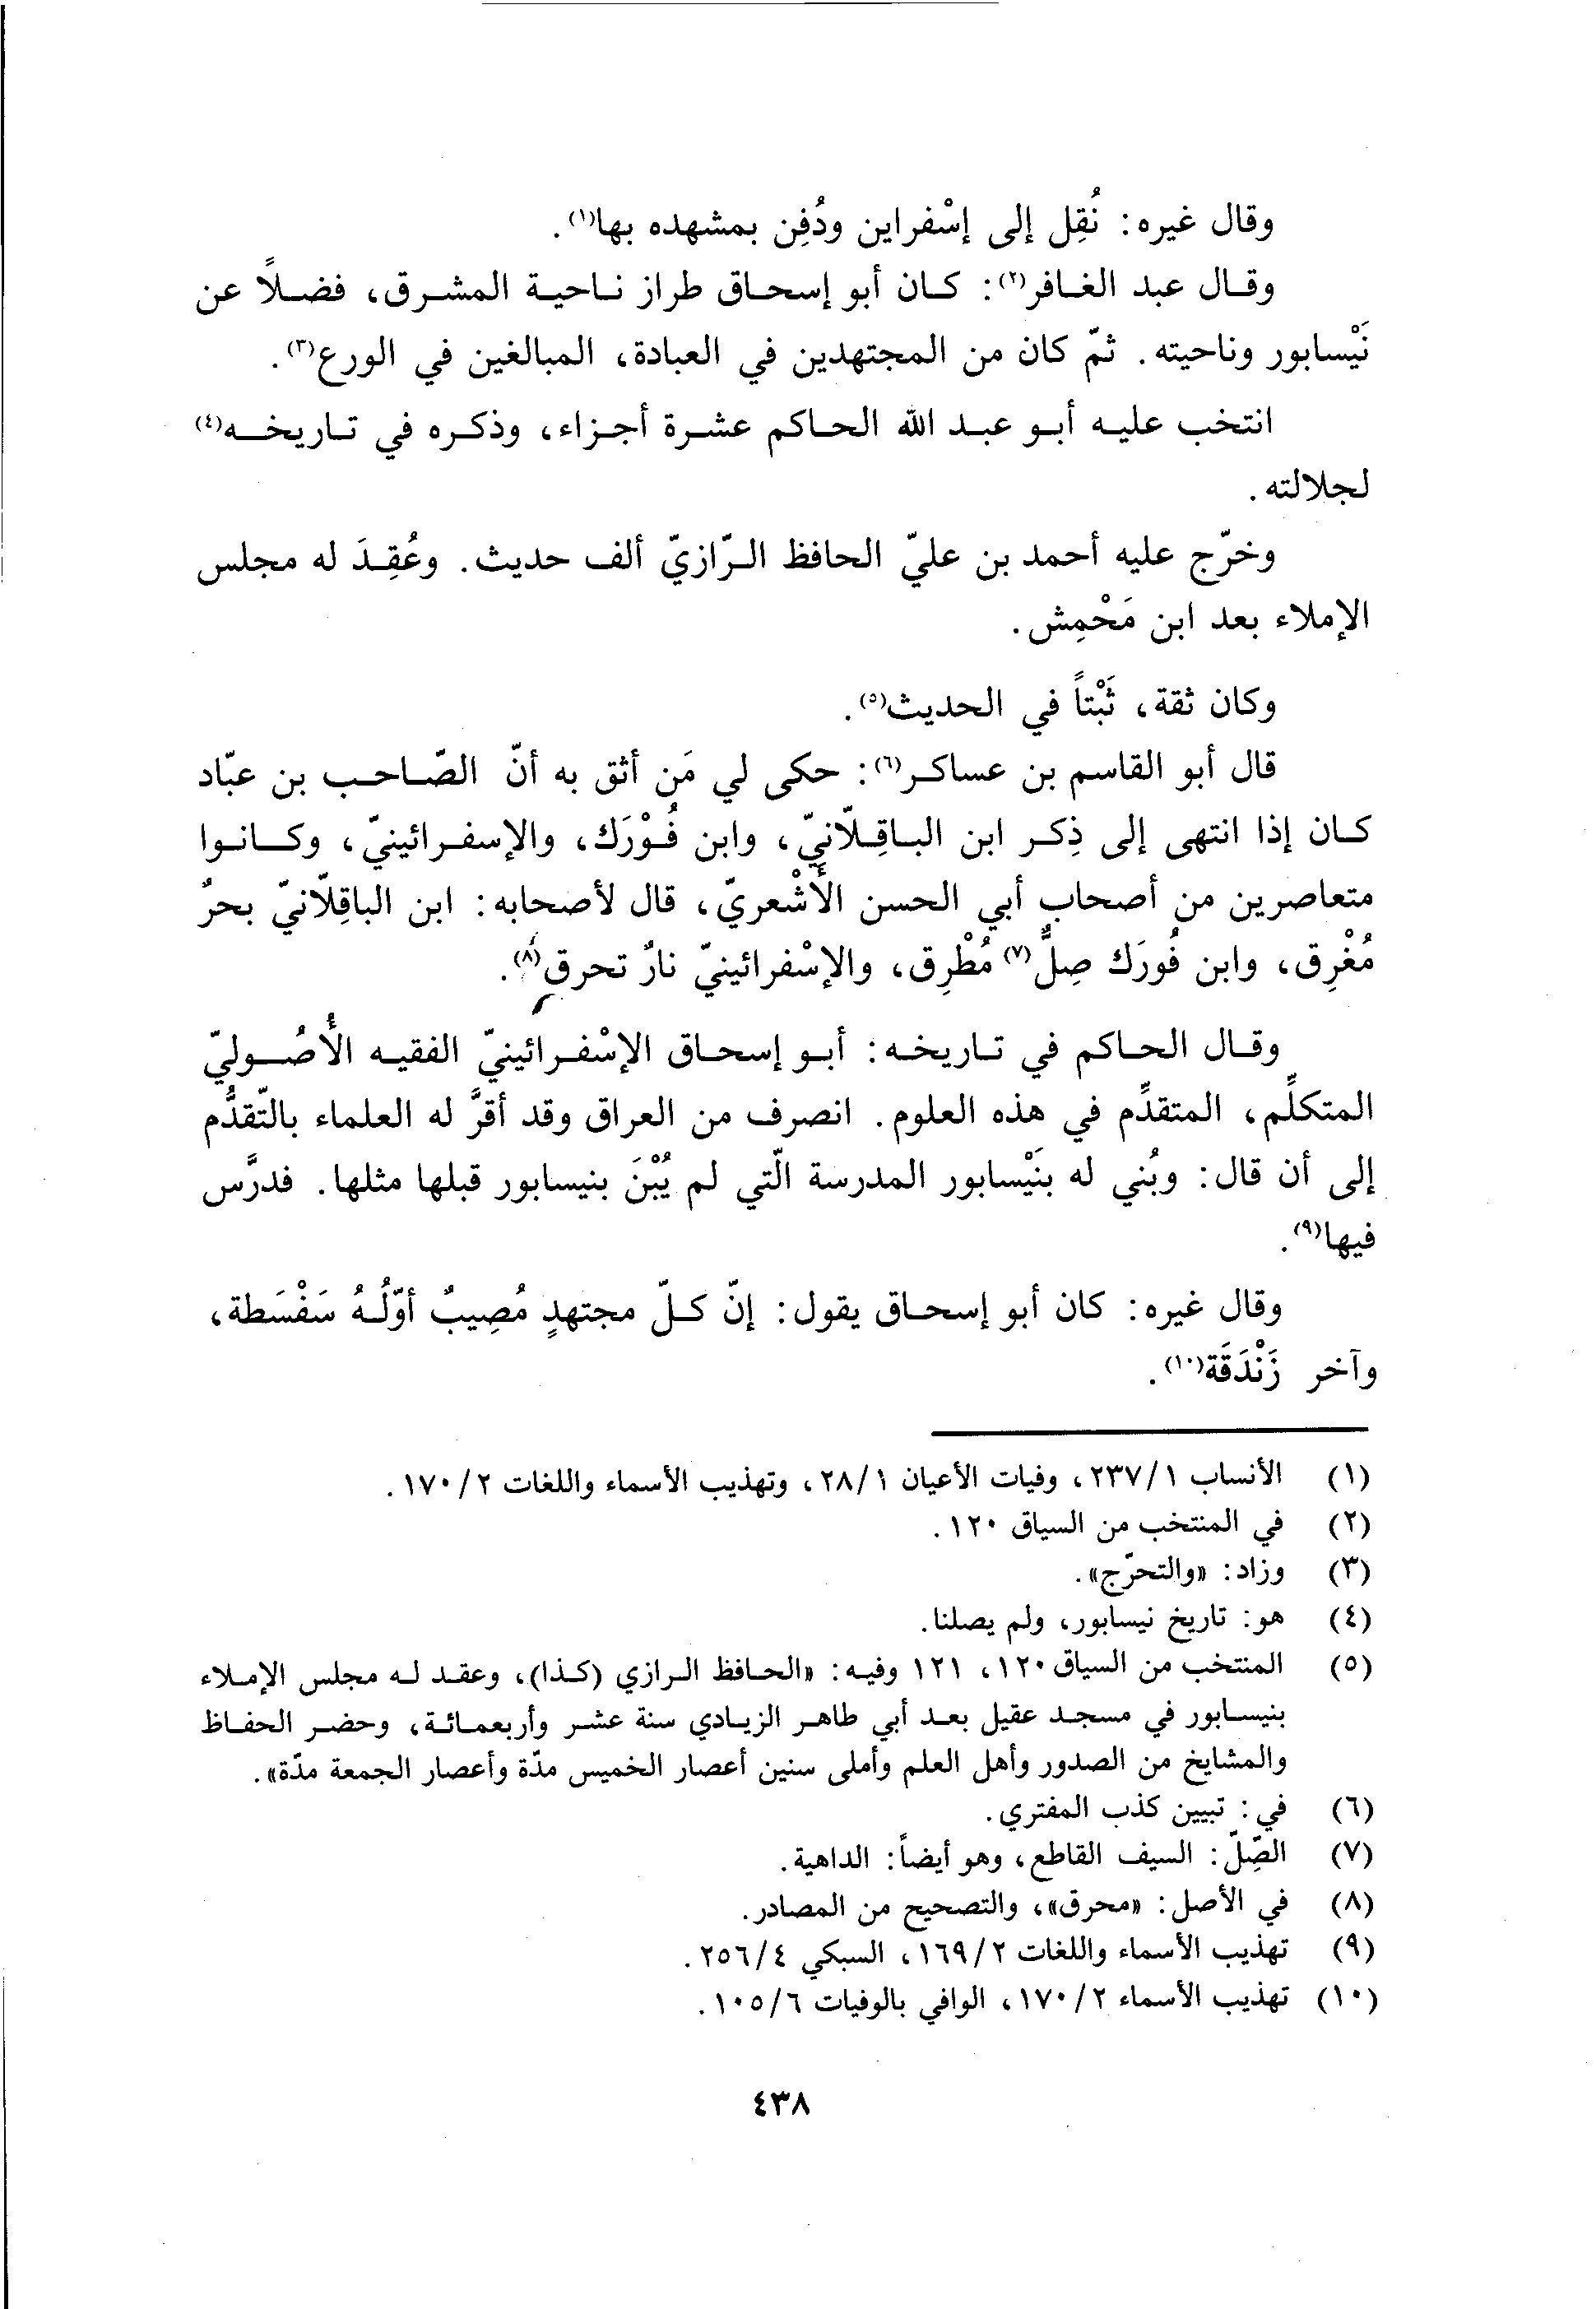 وقال غيره: نُقِل إلى إسْفراين ودُفِن بمشهده بها(١).
وقال عبد الغافر(٢): كان أبو إسحاق طراز ناحية المشرق، فضلاً عن
نَيْسابور وناحيته. ثمّ كان من المجتهدين في العبادة، المبالغين في الورع(٣).
انتخب عليه أبو عبد الله الحاكم عشرة أجزاء، وذكره في تاريخه(٤)
لجلالته.
وخرّج عليه أحمد بن عليّ الحافظ الرّازيّ ألف حديث. وعُقِدَ له مجلس
الإملاء بعد ابن مَحْمِش.
وكان ثقة، ثَبْتاً في الحديث(٥).
قال أبو القاسم بن عساكر(٦): حكى لي مَن أثق به أنّ الصّاحب بن عبّاد
كان إذا انتهى إلى ذِكر ابن الباقِلّانيّ، وابن فُوْرَك، والإسفرائينيّ، وكانوا
متعاصرين من أصحاب أبي الحسن الأشْعريّ، قال لأصحابه: ابن الباقِلّانيّ بحرٌ
مُغْرِق، وابن فُورَك صِلٌّ(٧) مُطْرِق، والإسْفرائينيّ نارٌ تحرق(٨).
وقال الحاكم في تاريخه: أبو إسحاق الإسْفرائينيّ الفقيه الأُصُوليّ
المتكلِّم، المتقدِّم في هذه العلوم. انصرف من العراق وقد أقرَّ له العلماء بالتّقدُّم
إلى أن قال: وبُني له بنَيْسابور المدرسة الّتي لم يُبْنَ بنيسابور قبلها مثلها. فدرَّس
فيها(٩).
وقال غيره: كان أبو إسحاق يقول: إنّ كلّ مجتهدٍ مُصِيبٌ أوّلُهُ سَفْسَطة،
وآخر زَنْدَقَة(١٠).
(١) الأنساب ٢٣٧/١، وفيات الأعيان ٢٨/١، وتهذيب الأسماء واللغات ١٧٠/٢.
(٢) في المنتخب من السياق ١٢٠.
(٣) وزاد: «والتحرّج».
(٤) هو: تاريخ نيسابور، ولم يصلنا.
(٥) المنتخب من السياق ١٢٠، ١٢١ وفيه: «الحافظ الرازي (كذا)، وعقد له مجلس الإملاء
بنيسابور في مسجد عقيل بعد أبي طاهر الزيادي سنة عشر وأربعمائة، وحضر الحفاظ
والمشايخ من الصدور وأهل العلم وأملى سنين أعصار الخميس مدّة وأعصار الجمعة مدّة».
(٦) في: تبيين كذب المفتري.
(٧) الصِّلّ: السيف القاطع، وهو أيضاً: الداهية.
(٨) في الأصل: «محرق»، والتصحيح من المصادر.
(٩) تهذيب الأسماء واللغات ١٦٩/٢، السبكي ٢٥٦/٤.
(١٠) تهذيب الأسماء ١٧٠/٢، الوافي بالوفيات ١٠٥/٦.
٤٣٨